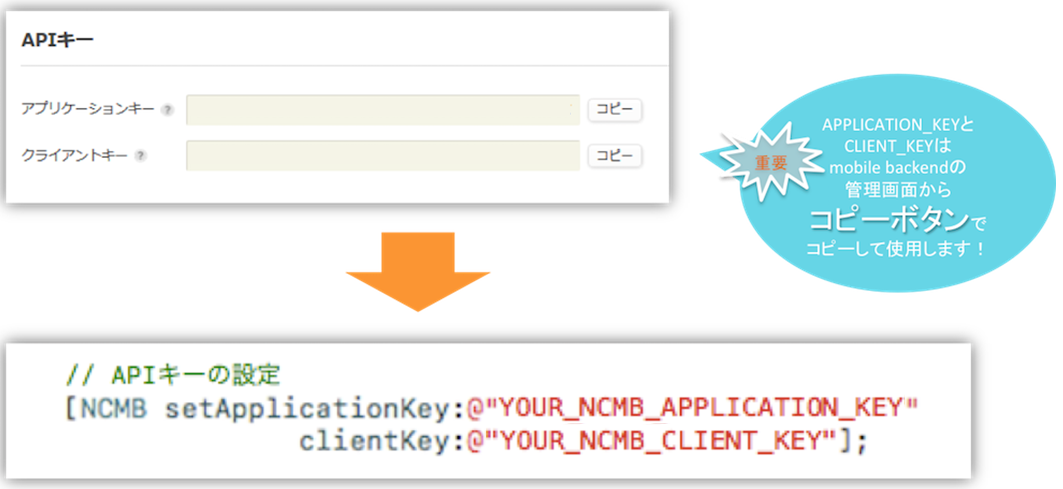 APIキー
アプリケーションキー ?
コピー
クライアントキー ?
コピー
重要
APPLICATION_KEYと
CLIENT_KEYは
mobile backendの
管理画面から
コピーボタンで
コピーして使用します！
// APIキーの設定
[NCMB setApplicationKey:@"YOUR_NCMB_APPLICATION_KEY"
clientKey:@"YOUR_NCMB_CLIENT_KEY"];